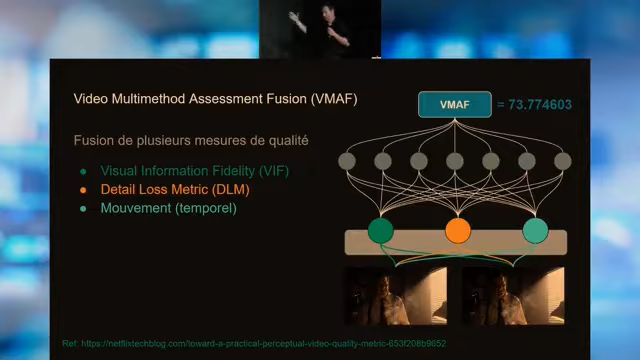 Video Multimethod Assessment Fusion (VMAF)
VMAF
= 73.774603
Fusion de plusieurs mesures de qualité
Visual Information Fidelity (VIF)
Detail Loss Metric (DLM)
Mouvement (temporel)
Ref: https://netflixtechblog.com/toward-a-practical-perceptual-video-quality-metric-653f208b9652